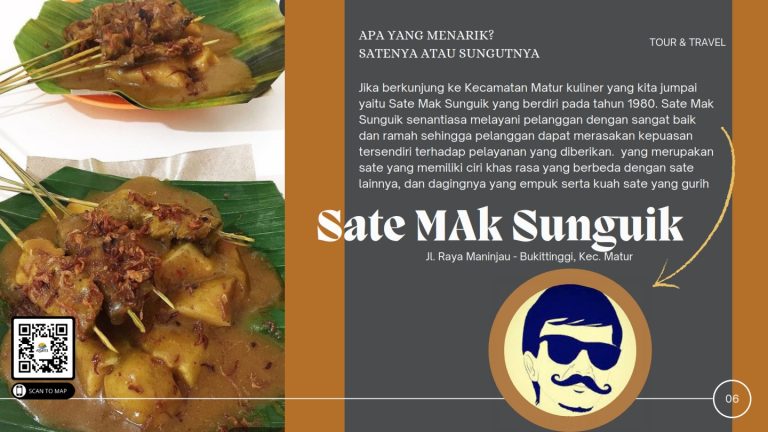 APA YANG MENARIK?
SATENYA ATAU SUNGUTNYA
TOUR & TRAVEL
Jika berkunjung ke Kecamatan Matur kuliner yang kita jumpai
yaitu Sate Mak Sunguik yang berdiri pada tahun 1980. Sate Mak
Sunguik senantiasa melayani pelanggan dengan sangat baik
dan ramah sehingga pelanggan dapat merasakan kepuasan
tersendiri terhadap pelayanan yang diberikan. yang merupakan
sate yang memiliki ciri khas rasa yang berbeda dengan sate
lainnya, dan dagingnya yang empuk serta kuah sate yang gurih
Sate MAk Sunguik
Jl. Raya Maninjau - Bukittinggi, Kec. Matur
SCAN TO MAP
06